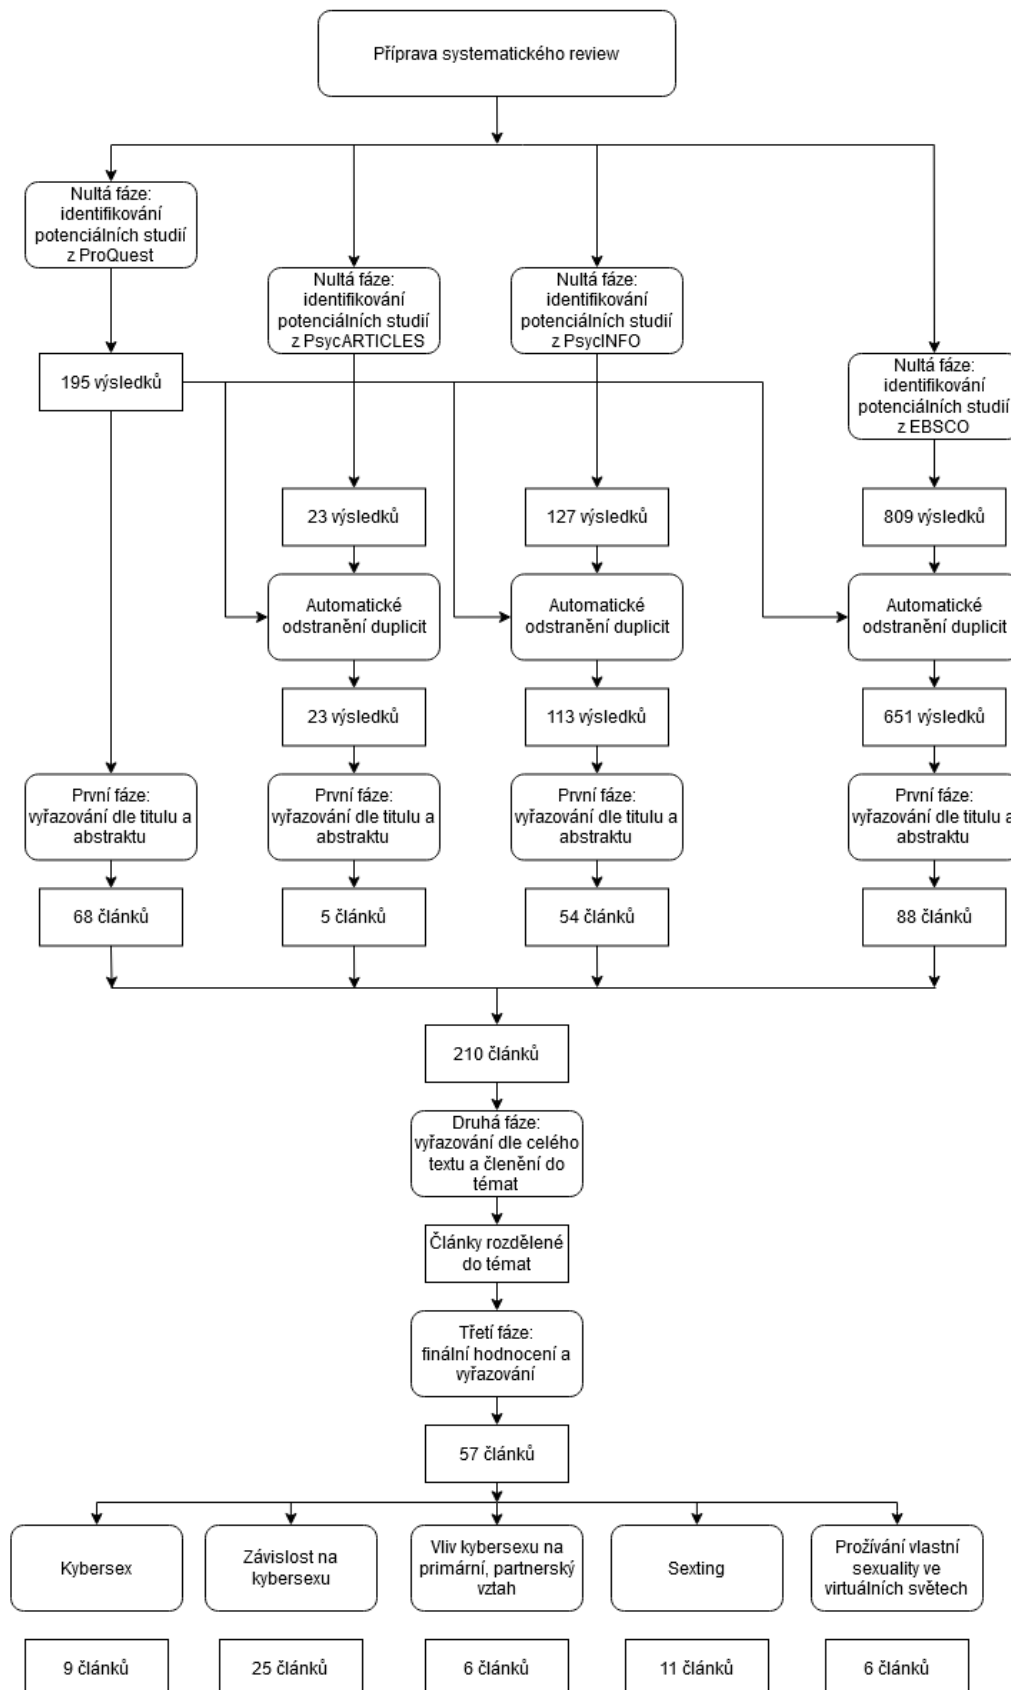 Příprava systematického review
Nultá fáze:
identifikování
potenciálních studií
z ProQuest
Nultá fáze:
identifikování
potenciálních studií
z PsycARTICLES
Nultá fáze:
identifikování
potenciálních studií
z PsycINFO
Nultá fáze:
identifikování
potenciálních studií
z EBSCO
195 výsledků
23 výsledků
127 výsledků
809 výsledků
Automatické
odstranění duplicit
Automatické
odstranění duplicit
Automatické
odstranění duplicit
23 výsledků
113 výsledků
651 výsledků
První fáze:
vyřazování dle titulu a
abstraktu
První fáze:
vyřazování dle titulu a
abstraktu
První fáze:
vyřazování dle titulu a
abstraktu
První fáze:
vyřazování dle titulu a
abstraktu
68 článků
5 článků
54 článků
88 článků
210 článků
Druhá fáze:
vyřazování dle celého
textu a členění do
témat
Články rozdělené
do témat
Třetí fáze:
finální hodnocení a
vyřazování
57 článků
Kybersex
Závislost na
kybersexu
Vliv kybersexu na
primární, partnerský
vztah
Sexting
Prožívání vlastní
sexuality ve
virtuálních světech
9 článků
25 článků
6 článků
11 článků
6 článků